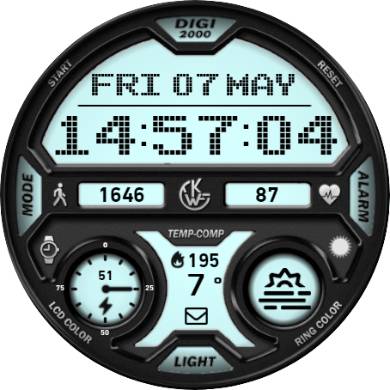 DIGI
2000
START
RESET
FRI 07 MAY
14:57:04
MODE
ALARM
1646
KW
87
TEMP-COMP
195
7 °
0
25
50
75
51
LCD COLOR
RING COLOR
LIGHT